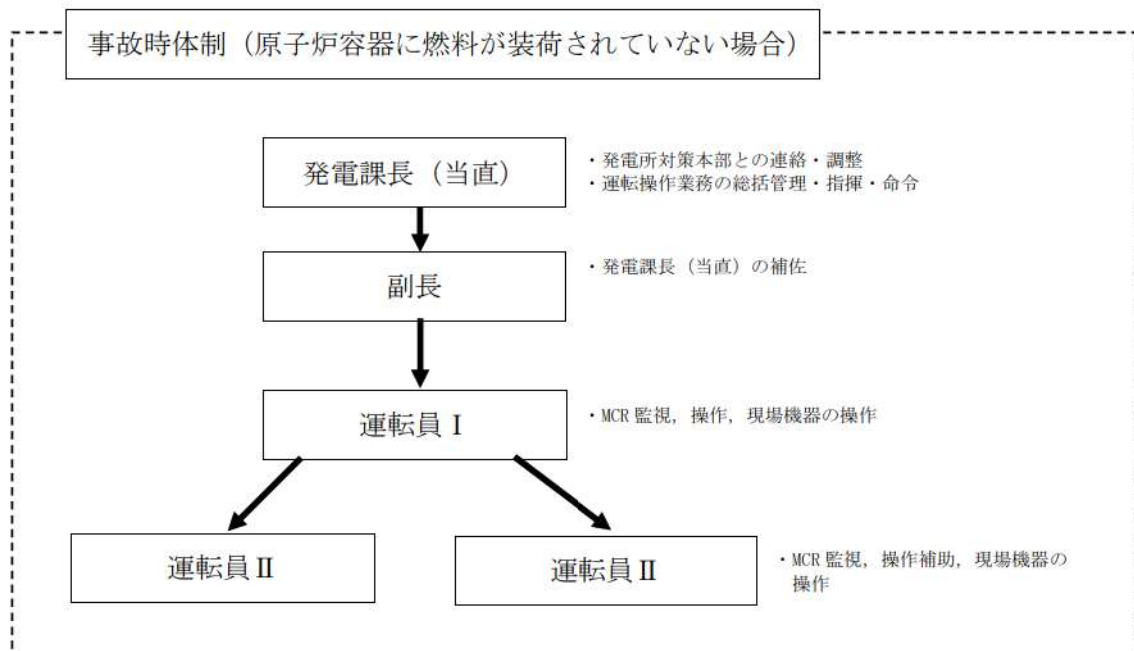 事故時体制（原子炉容器に燃料が装荷されていない場合）
発電課長（当直）
・発電所対策本部との連絡・調整
・運転操作業務の総括管理・指揮・命令
副長
・発電課長（当直）の補佐
運転員Ⅰ
・MCR 監視，操作，現場機器の操作
運転員Ⅱ
運転員Ⅱ
・MCR 監視，操作補助，現場機器の
操作